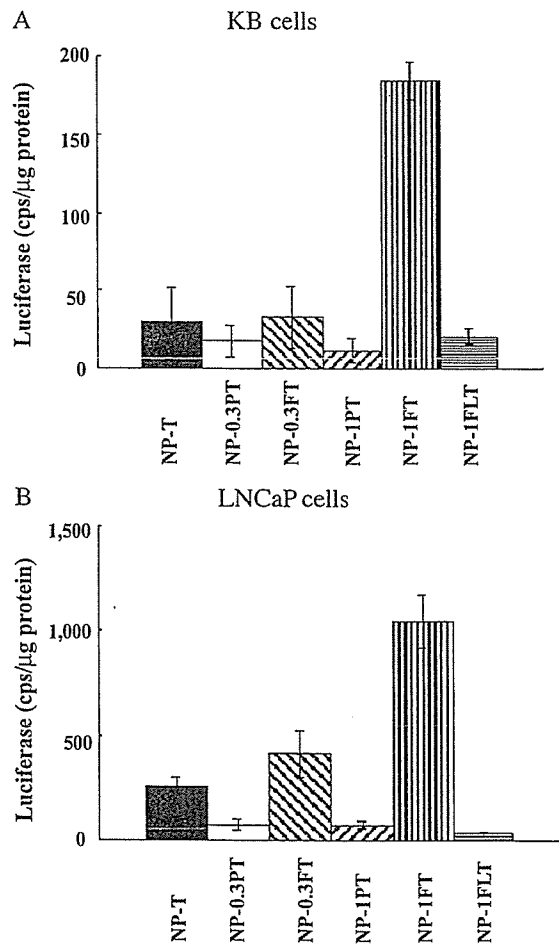 A
KB cells
Luciferase (cps/µg protein)
200
150
100
50
0
NP-T
NP-0.3PT
NP-0.3FT
NP-1PT
NP-1FT
NP-1FLT
B
LNCaP cells
Luciferase (cps/µg protein)
1,500
1,000
500
0
NP-T
NP-0.3PT
NP-0.3FT
NP-1PT
NP-1FT
NP-1FLT